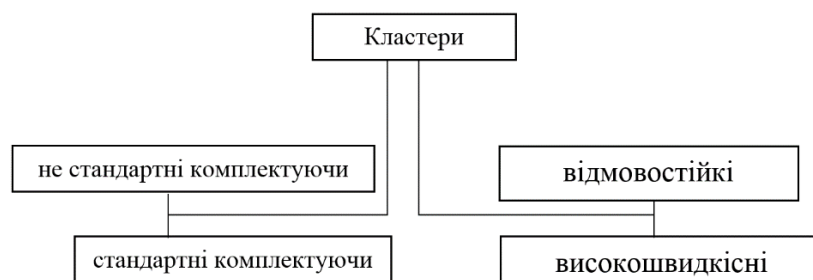 Кластери
не стандартні комплектуючи
відмовостійкі
стандартні комплектуючи
високошвидкісні